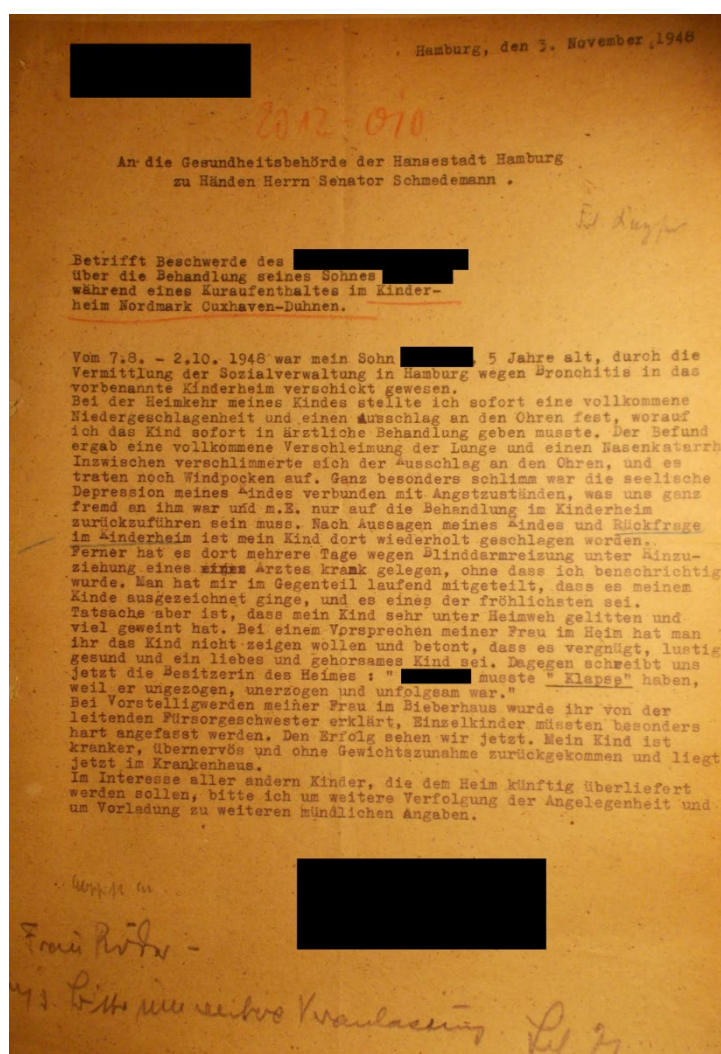 Hamburg, den 3. November 1948
2012 - 010
An die Gesundheitsbehörde der Hansestadt Hamburg
zu Händen Herrn Senator Schmedemann .
Betrifft Beschwerde des
über die Behandlung seines Sohnes
während eines Kuraufenthaltes im Kinder-
heim Nordmark Cuxhaven-Duhnen.
Vom 7.8. - 2.10. 1948 war mein Sohn , 5 Jahre alt, durch die
Vermittlung der Sozialverwaltung in Hamburg wegen Bronchitis in das
vorbenannte Kinderheim verschickt gewesen.
Bei der Heimkehr meines Kindes stellte ich sofort eine vollkommene
Niedergeschlagenheit und einen Ausschlag an den Ohren fest, worauf
ich das Kind sofort in ärztliche Behandlung geben musste. Der Befund
ergab eine vollkommene Verschleimung der Lunge und einen Nasenkatarrh
Inzwischen verschlimmerte sich der Ausschlag an den Ohren, und es
traten noch Windpocken auf. Ganz besonders schlimm war die seelische
Depression meines Kindes verbunden mit Angstzuständen, was uns ganz
fremd an ihm war und m.E. nur auf die Behandlung im Kinderheim
zurückzuführen sein muss. Nach Aussagen meines Kindes und Rückfrage
im Kinderheim ist mein Kind dort wiederholt geschlagen worden.
Ferner hat es dort mehrere Tage wegen Blinddarmreizung unter Hinzu-
ziehung eines Arztes krank gelegen, ohne dass ich benachrichtig
wurde. Man hat mir im Gegenteil laufend mitgeteilt, dass es meinem
Kinde ausgezeichnet ginge, und es eines der fröhlichsten sei.
Tatsache aber ist, dass mein Kind sehr unter Heimweh gelitten und
viel geweint hat. Bei einem Vorsprechen meiner Frau im Heim hat man
ihr das Kind nicht zeigen wollen und betont, dass es vergnügt, lustig
gesund und ein liebes und gehorsames Kind sei. Dagegen schreibt uns
jetzt die Besitzerin des Heimes : " musste " Klapse" haben,
weil er ungezogen, unerzogen und unfolgsam war."
Bei Vorstelligwerden meiner Frau im Bieberhaus wurde ihr von der
leitenden Fürsorgeschwester erklärt, Einzelkinder müssten besonders
hart angefasst werden. Den Erfolg sehen wir jetzt. Mein Kind ist
kranker, übernervös und ohne Gewichtszunahme zurückgekommen und liegt
jetzt im Krankenhaus.
Im Interesse aller andern Kinder, die dem Heim künftig überliefert
werden sollen, bitte ich um weitere Verfolgung der Angelegenheit und
um Vorladung zu weiteren mündlichen Angaben.
Frau Röder -
Bitte um weitere Veranlassung